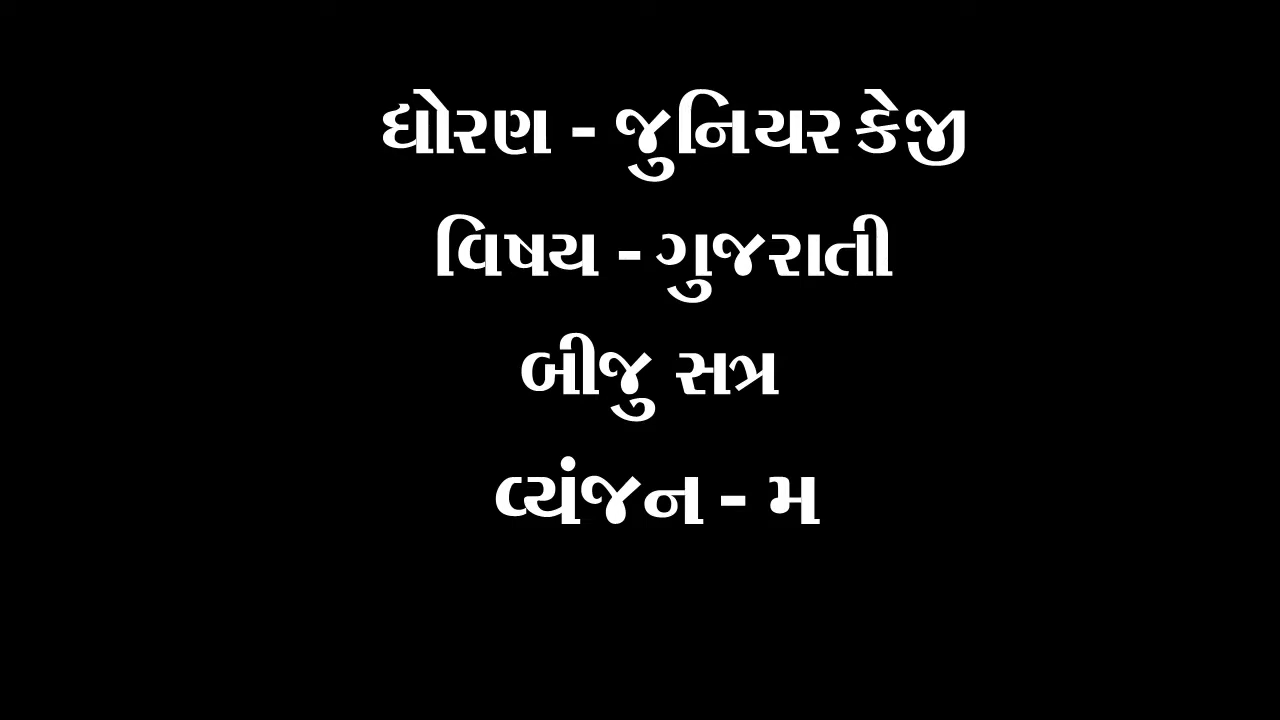 ધોરણ - જુનિયર કેજી
વિષય - ગુજરાતી
બીજુ સત્ર
વ્યંજન - મ